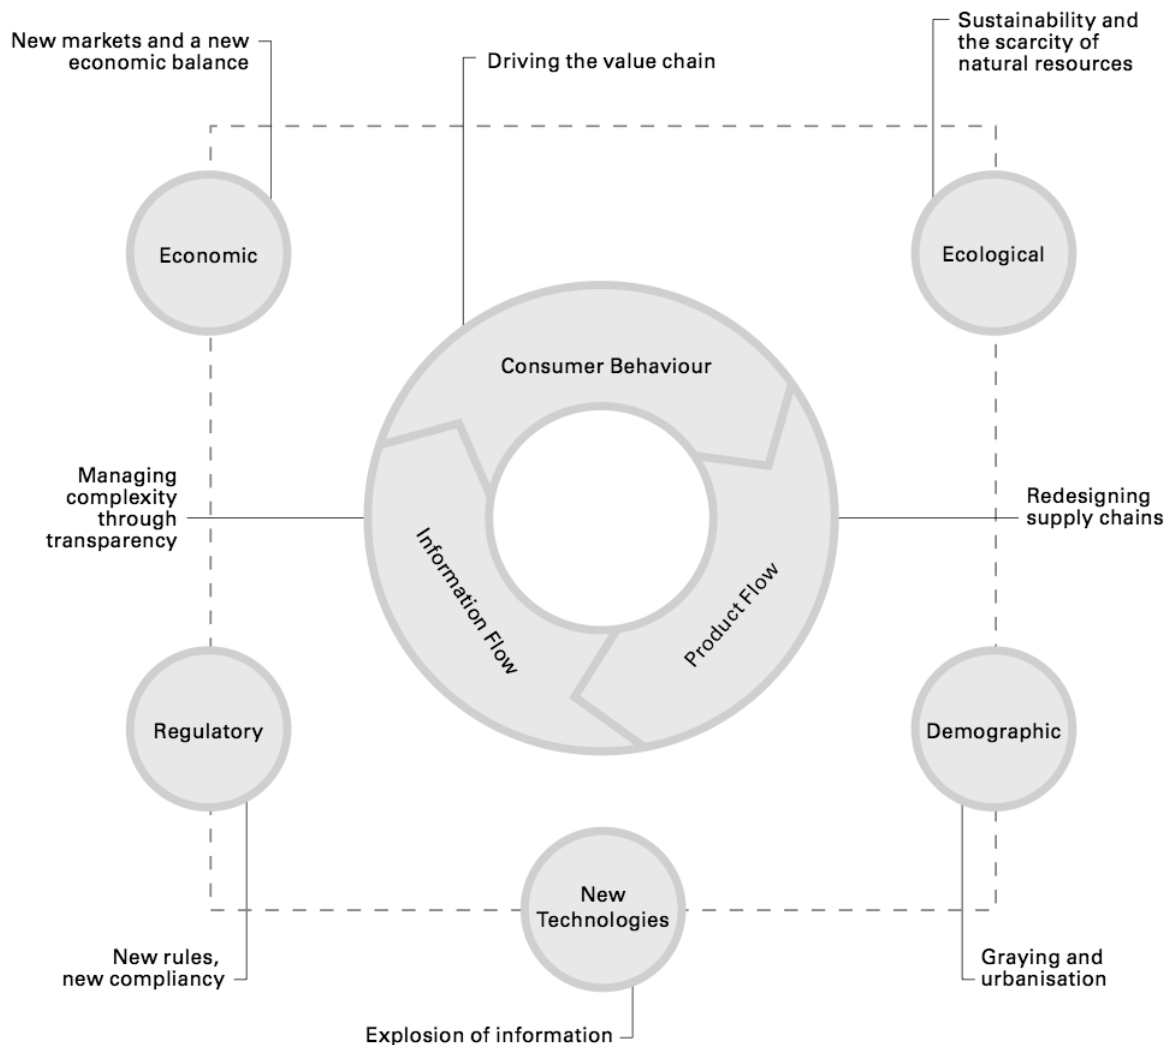 New markets and a new
economic balance
Driving the value chain
Sustainability and
the scarcity of
natural resources
Economic
Ecological
Consumer Behaviour
Managing
complexity
through
transparency
Redesigning
supply chains
Information Flow
Product Flow
Regulatory
Demographic
New
Technologies
New rules,
new compliancy
Graying and
urbanisation
Explosion of information